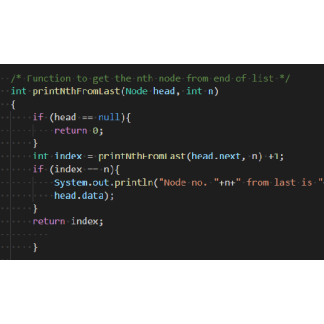 /* Function to get the nth node from end of list */
int printNthFromLast(Node head, int n)
{
if (head == null){
return 0;
}
int index = printNthFromLast(head.next, n) +1;
if (index == n){
System.out.println("Node no. "+n+" from last is "
head.data);
}
return index;
}